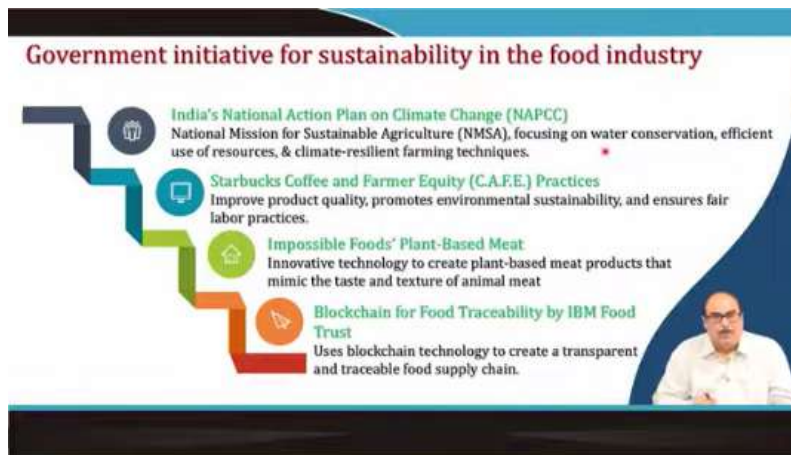 Government initiative for sustainability in the food industry
India's National Action Plan on Climate Change (NAPCC)
National Mission for Sustainable Agriculture (NMSA), focusing on water conservation, efficient
use of resources, & climate-resilient farming techniques.
Starbucks Coffee and Farmer Equity (C.A.F.E.) Practices
Improve product quality, promotes environmental sustainability, and ensures fair
labor practices.
Impossible Foods' Plant-Based Meat
Innovative technology to create plant-based meat products that
mimic the taste and texture of animal meat
Blockchain for Food Traceability by IBM Food
Trust
Uses blockchain technology to create a transparent
and traceable food supply chain.